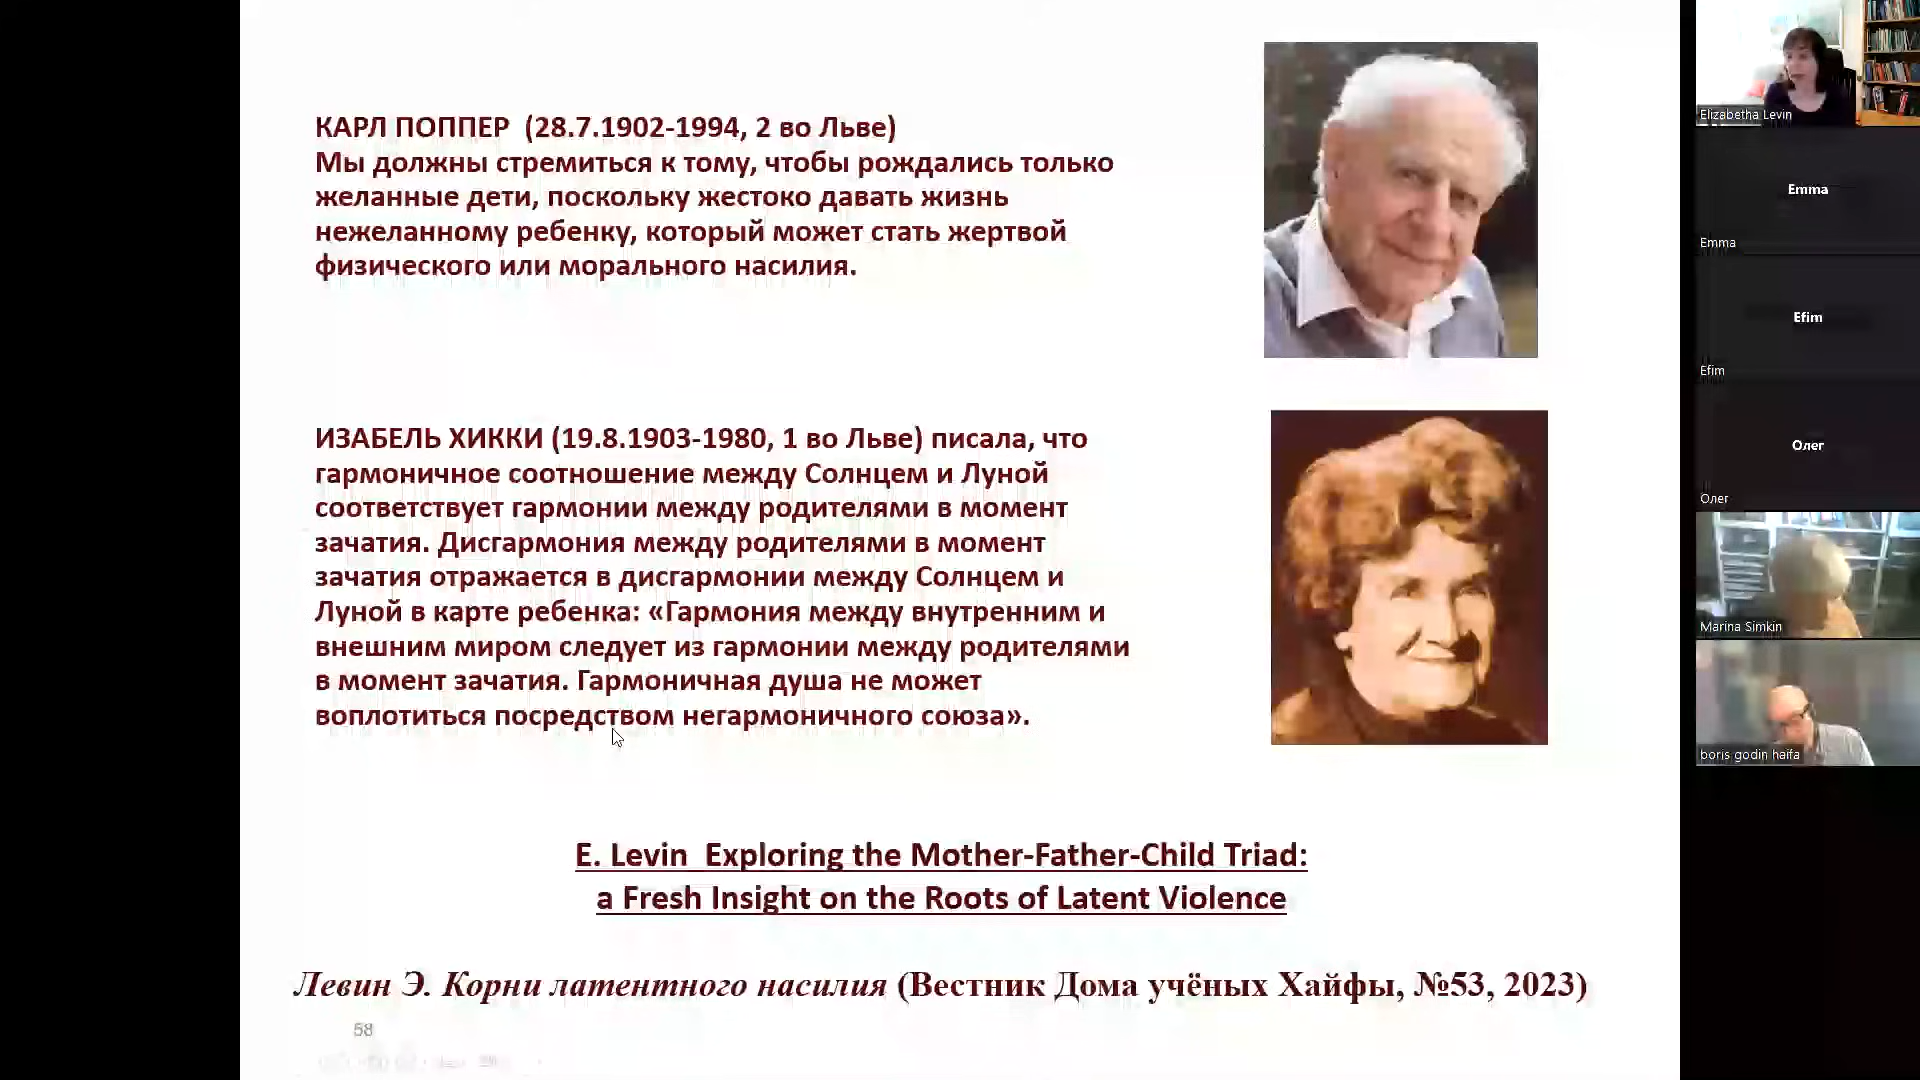 КАРЛ ПОППЕР (28.7.1902-1994, 2 во Льве)
Мы должны стремиться к тому, чтобы рождались только
желанные дети, поскольку жестоко давать жизнь
нежеланному ребенку, который может стать жертвой
физического или морального насилия.
ИЗАБЕЛЬ ХИККИ (19.8.1903-1980, 1 во Льве) писала, что
гармоничное соотношение между Солнцем и Луной
соответствует гармонии между родителями в момент
зачатия. Дисгармония между родителями в момент
зачатия отражается в дисгармонии между Солнцем и
Луной в карте ребенка: «Гармония между внутренним и
внешним миром следует из гармонии между родителями
в момент зачатия. Гармоничная душа не может
воплотиться посредством негармоничного союза».
E. Levin Exploring the Mother-Father-Child Triad:
a Fresh Insight on the Roots of Latent Violence
Левин Э. Корни латентного насилия (Вестник Дома учёных Хайфы, №53, 2023)
58
Elizabetha Levin
Emma
Emma
Efim
Efim
Олег
Олег
Marina Simkin
boris godin haifa